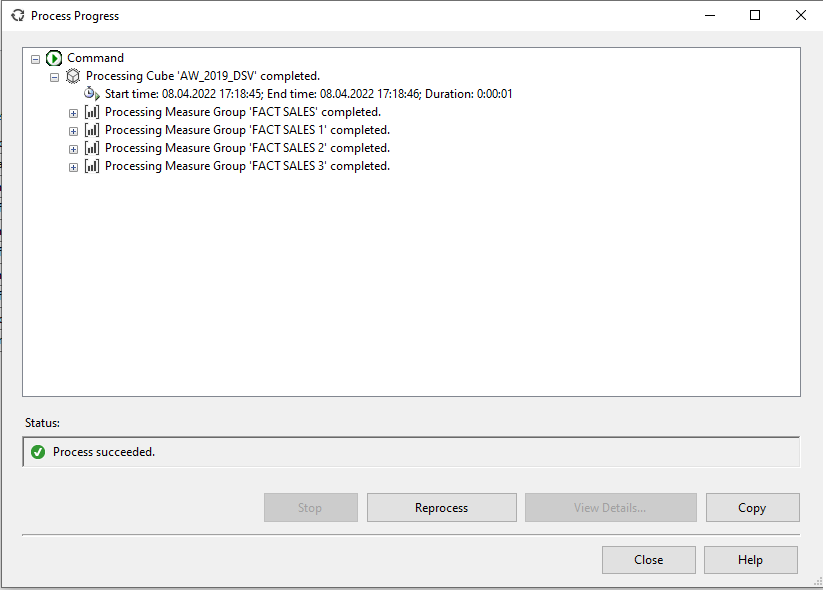 Process Progress
Command
Processing Cube 'AW_2019_DSV' completed.
Start time: 08.04.2022 17:18:45; End time: 08.04.2022 17:18:46; Duration: 0:00:01
Processing Measure Group 'FACT SALES' completed.
Processing Measure Group 'FACT SALES 1' completed.
Processing Measure Group 'FACT SALES 2' completed.
Processing Measure Group 'FACT SALES 3' completed.
Status:
Process succeeded.
Stop Reprocess View Details... Copy
Close Help